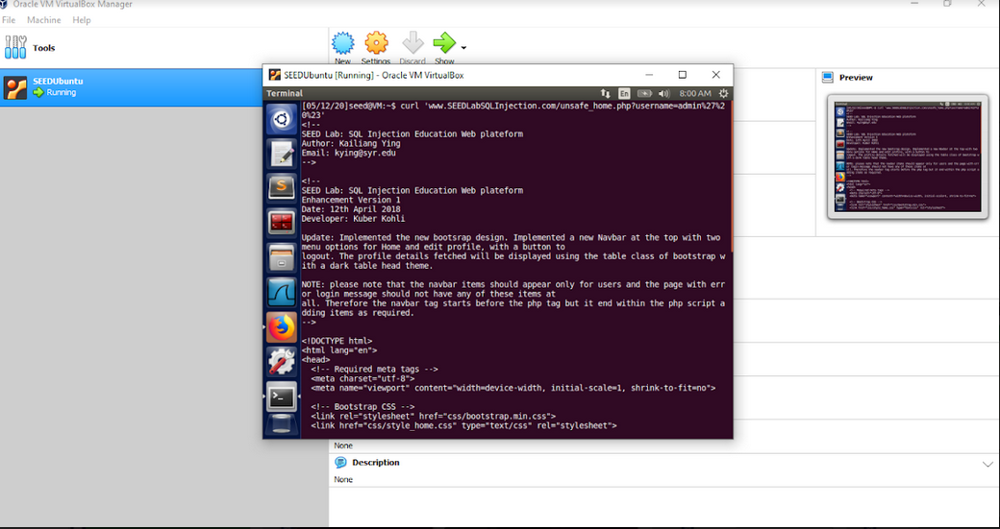 Oracle VM VirtualBox Manager
File Machine Help
Tools
New Settings Discard Show
SEEDUbuntu
Running
Preview
SEEDUbuntu [Running] - Oracle VM VirtualBox
Terminal En 8:00 AM
[05/12/20]seed@VM:~$ curl 'www.SEEDLabSQLInjection.com/unsafe_home.php?username=admin%27%2
0%23'
<!--
SEED Lab: SQL Injection Education Web plateform
Author: Kailiang Ying
Email: kying@syr.edu
-->
<!--
SEED Lab: SQL Injection Education Web plateform
Enhancement Version 1
Date: 12th April 2018
Developer: Kuber Kohli
Update: Implemented the new bootsrap design. Implemented a new Navbar at the top with two
menu options for Home and edit profile, with a button to
logout. The profile details fetched will be displayed using the table class of bootstrap w
ith a dark table head theme.
NOTE: please note that the navbar items should appear only for users and the page with err
or login message should not have any of these items at
all. Therefore the navbar tag starts before the php tag but it end within the php script a
dding items as required.
-->
<!DOCTYPE html>
<html lang="en">
<head>
<!-- Required meta tags -->
<meta charset="utf-8">
<meta name="viewport" content="width=device-width, initial-scale=1, shrink-to-fit=no">
<!-- Bootstrap CSS -->
<link rel="stylesheet" href="css/bootstrap.min.css">
<link href="css/style_home.css" type="text/css" rel="stylesheet">
None
Description
None